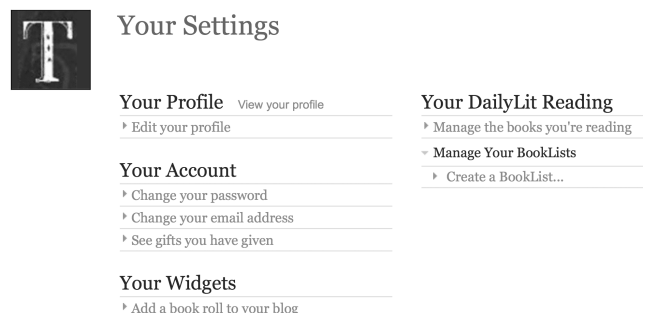 T
Your Settings
Your Profile View your profile
Edit your profile
Your Account
Change your password
Change your email address
See gifts you have given
Your Widgets
Add a book roll to your blog
Your DailyLit Reading
Manage the books you're reading
Manage Your BookLists
Create a BookList...